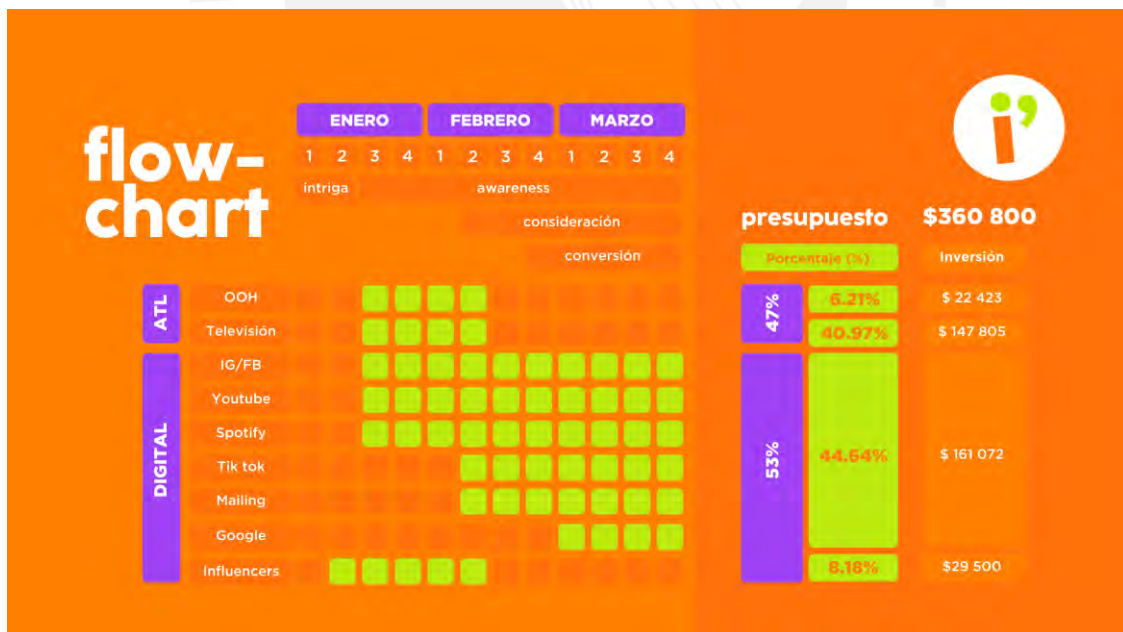 flow-
chart
ENERO FEBRERO MARZO
1 2 3 4 1 2 3 4 1 2 3 4
intriga awareness
consideración
conversión
presupuesto $360 800
Porcentaje (%) Inversión
ATL
OOH
Televisión
47%
6.21% $ 22 423
40.97% $ 147 805
DIGITAL
IG/FB
Youtube
Spotify
Tik tok
Mailing
Google
Influencers
53%
44.64% $ 161 072
8.18% $29 500